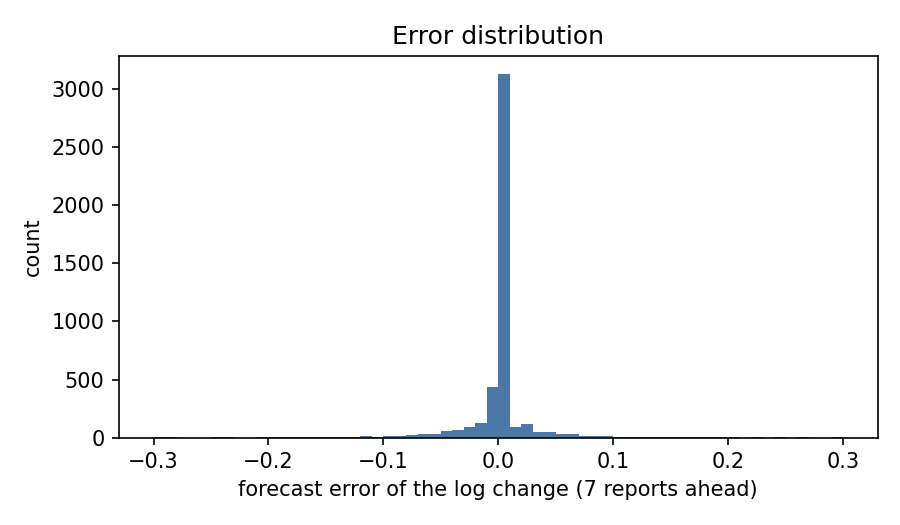 Error distribution
3000
2500
2000
1500
1000
500
0
count
−0.3 −0.2 −0.1 0.0 0.1 0.2 0.3
forecast error of the log change (7 reports ahead)